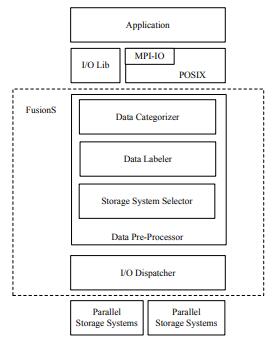 Application
I/O Lib
MPI-IO
POSIX
FusionS
Data Categorizer
Data Labeler
Storage System Selector
Data Pre-Processor
I/O Dispatcher
Parallel
Storage Systems
Parallel
Storage Systems